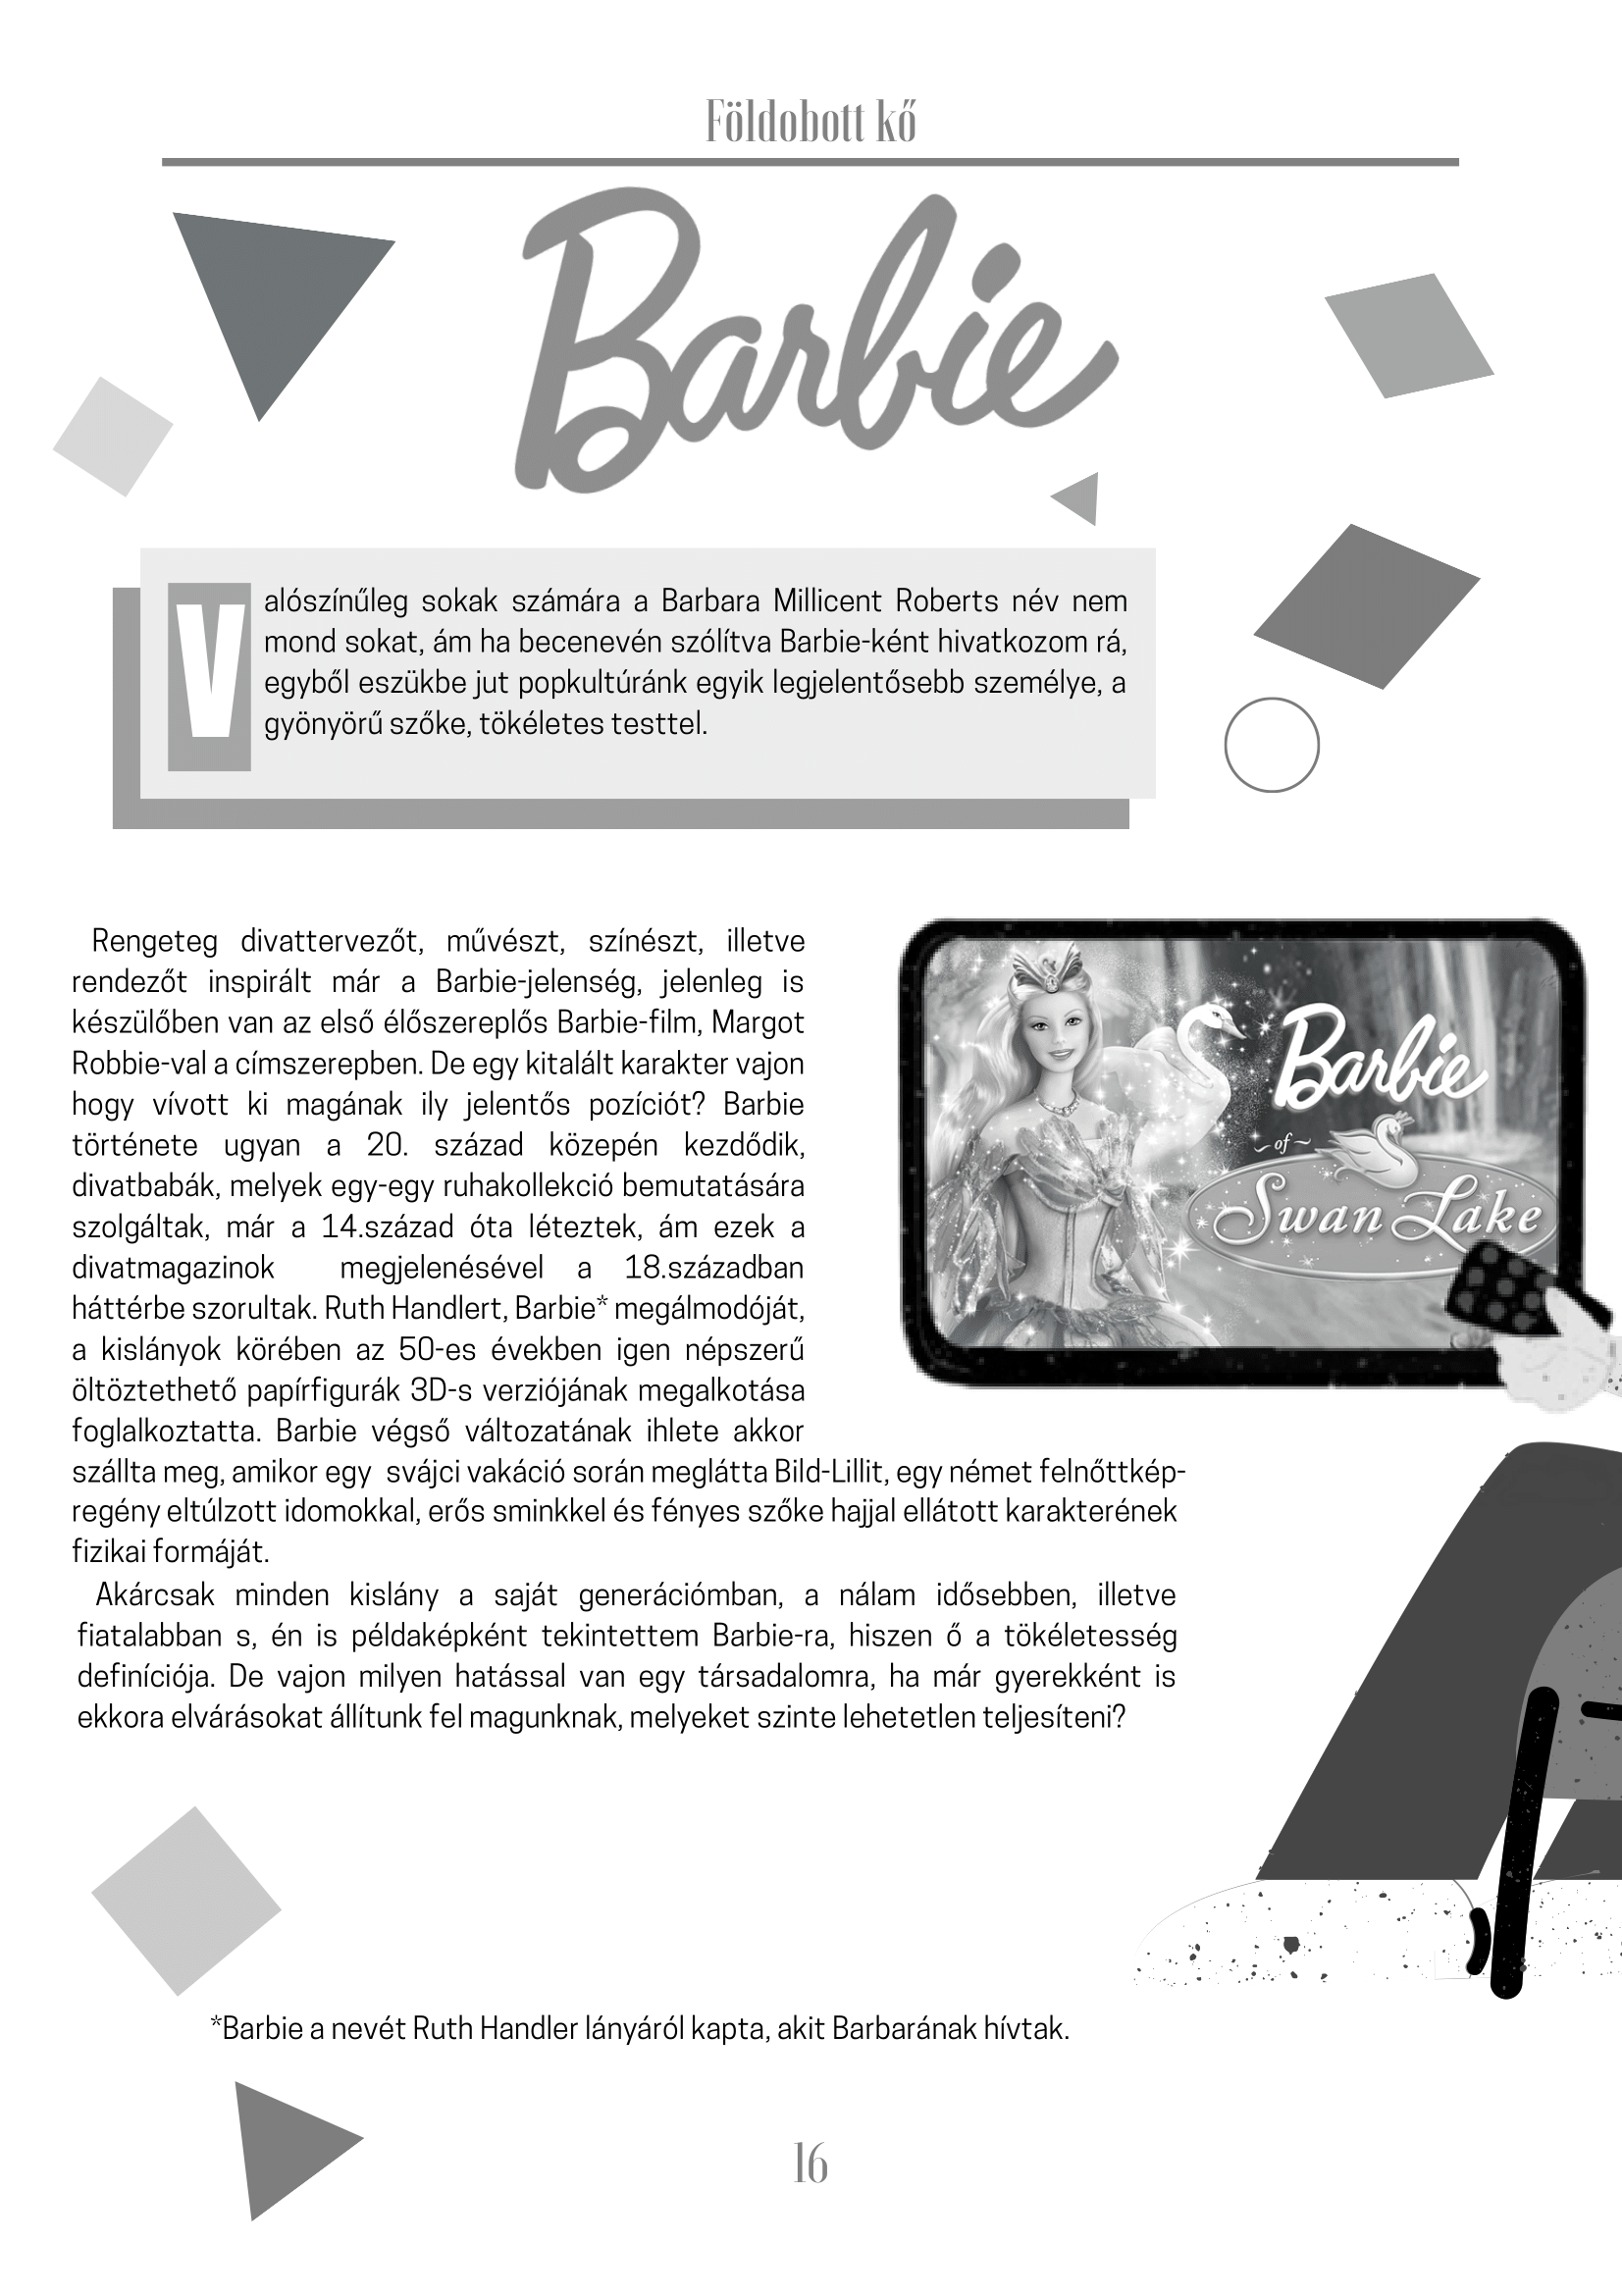 Földobott kő
Barbie
Valószínűleg sokak számára a Barbara Millicent Roberts név nem
mond sokat, ám ha becenevén szólítva Barbie-ként hivatkozom rá,
egyből eszükbe jut popkultúránk egyik legjelentősebb személye, a
gyönyörű szőke, tökéletes testtel.
Rengeteg divattervezőt, művészt, színészt, illetve
rendezőt inspirált már a Barbie-jelenség, jelenleg is
készülőben van az első élőszereplős Barbie-film, Margot
Robbie-val a címszerepben. De egy kitalált karakter vajon
hogy vívott ki magának ily jelentős pozíciót? Barbie
története ugyan a 20. század közepén kezdődik,
divatbabák, melyek egy-egy ruhakollekció bemutatására
szolgáltak, már a 14.század óta léteztek, ám ezek a
divatmagazinok megjelenésével a 18.században
háttérbe szorultak. Ruth Handlert, Barbie* megálmodóját,
a kislányok körében az 50-es években igen népszerű
öltöztethető papírfigurák 3D-s verziójának megalkotása
foglalkoztatta. Barbie végső változatának ihlete akkor
szállta meg, amikor egy svájci vakáció során meglátta Bild-Lillit, egy német felnőttkép-
regény eltúlzott idomokkal, erős sminkkel és fényes szőke hajjal ellátott karakterének
fizikai formáját.
Akárcsak minden kislány a saját generációmban, a nálam idősebben, illetve
fiatalabban s, én is példaképként tekintettem Barbie-ra, hiszen ő a tökéletesség
definíciója. De vajon milyen hatással van egy társadalomra, ha már gyerekként is
ekkora elvárásokat állítunk fel magunknak, melyeket szinte lehetetlen teljesíteni?
Barbie
of
Swan Lake
*Barbie a nevét Ruth Handler lányáról kapta, akit Barbarának hívtak.
16